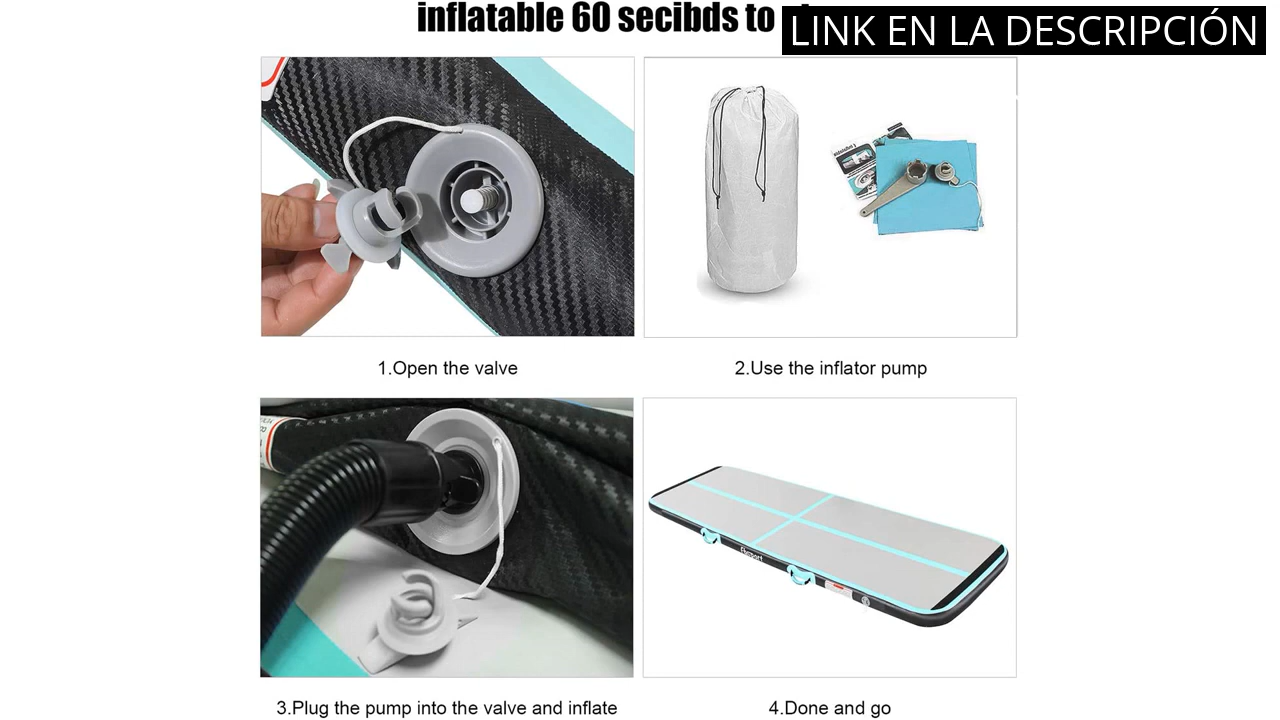 inflatable 60 secibds to
LINK EN LA DESCRIPCIÓN
1.Open the valve
2.Use the inflator pump
3.Plug the pump into the valve and inflate
4.Done and go